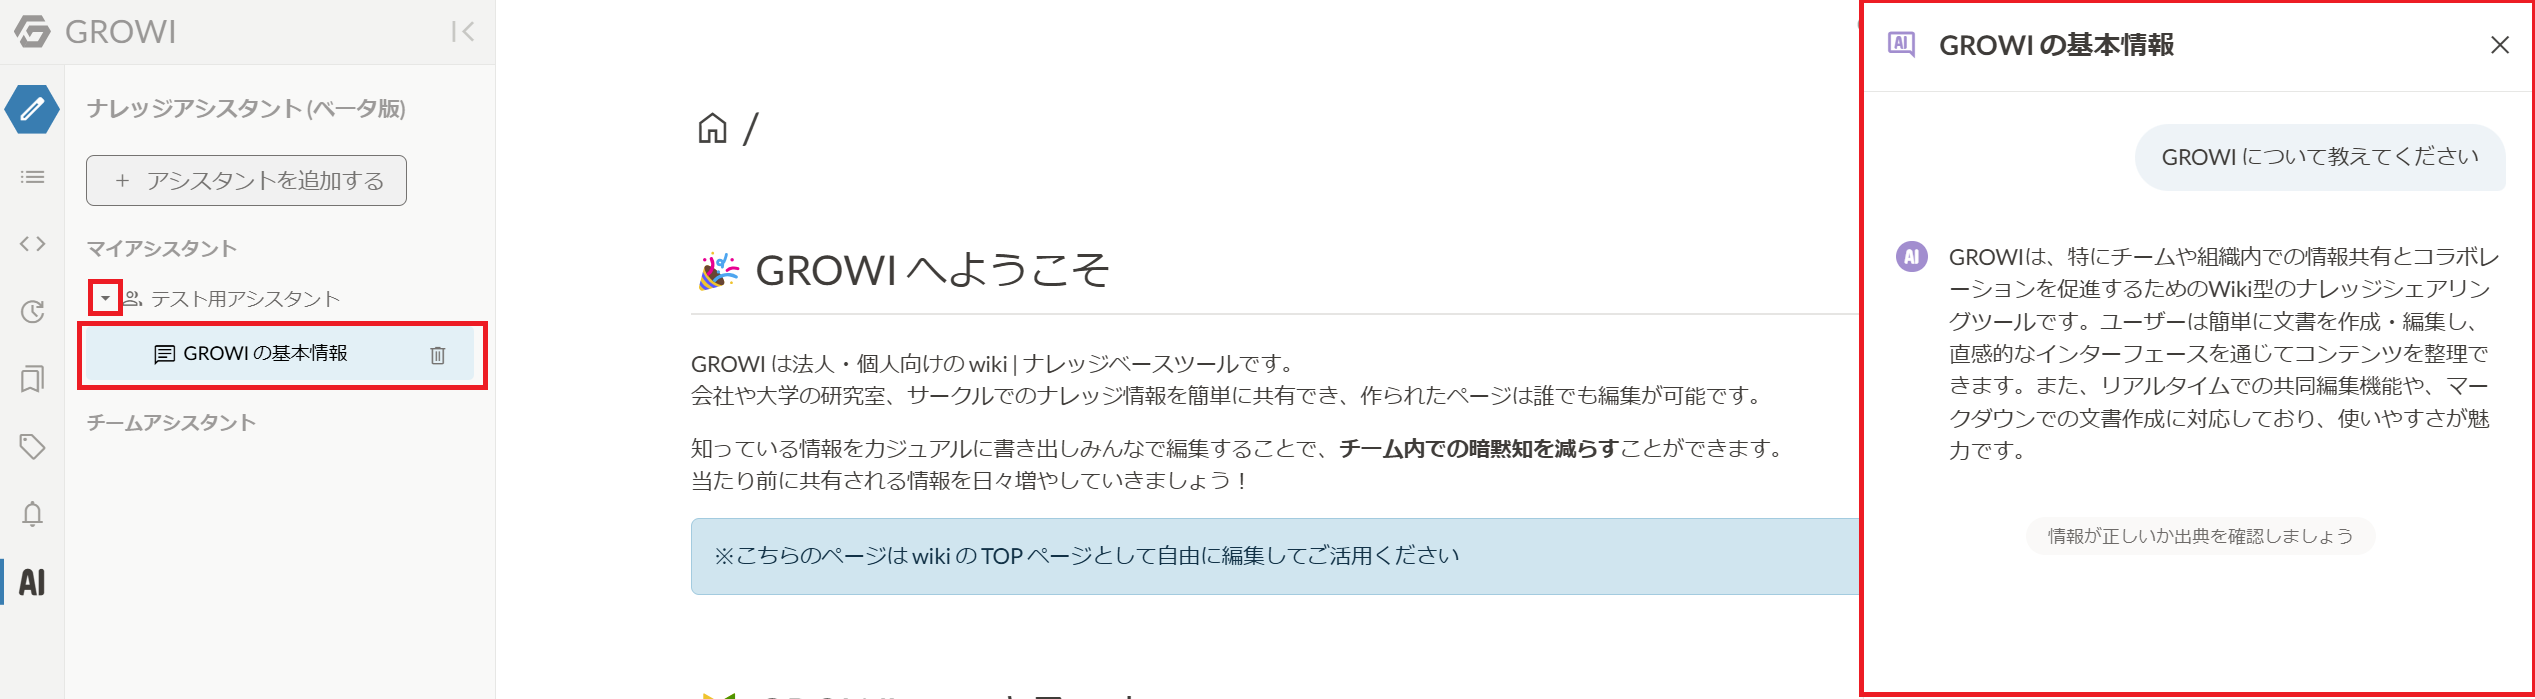 GROWI
ナレッジアシスタント (ベータ版)
+ アシスタントを追加する
マイアシスタント
テスト用アシスタント
GROWI の基本情報
チームアシスタント
AI
/
GROWI へようこそ
GROWI は法人・個人向けの wiki | ナレッジベースツールです。
会社や大学の研究室、サークルでのナレッジ情報を簡単に共有でき、作られたページは誰でも編集が可能です。
知っている情報をカジュアルに書き出しみんなで編集することで、チーム内での暗黙知を減らすことができます。
当たり前に共有される情報を日々増やしていきましょう！
※こちらのページは wiki の TOP ページとして自由に編集してご活用ください
AI GROWI の基本情報
GROWI について教えてください
AI
GROWIは、特にチームや組織内での情報共有とコラボレ
ーションを促進するためのWiki型のナレッジシェアリン
グツールです。ユーザーは簡単に文書を作成・編集し、
直感的なインターフェースを通じてコンテンツを整理で
きます。また、リアルタイムでの共同編集機能や、マー
クダウンでの文書作成に対応しており、使いやすさが魅
力です。
情報が正しいか出典を確認しましょう